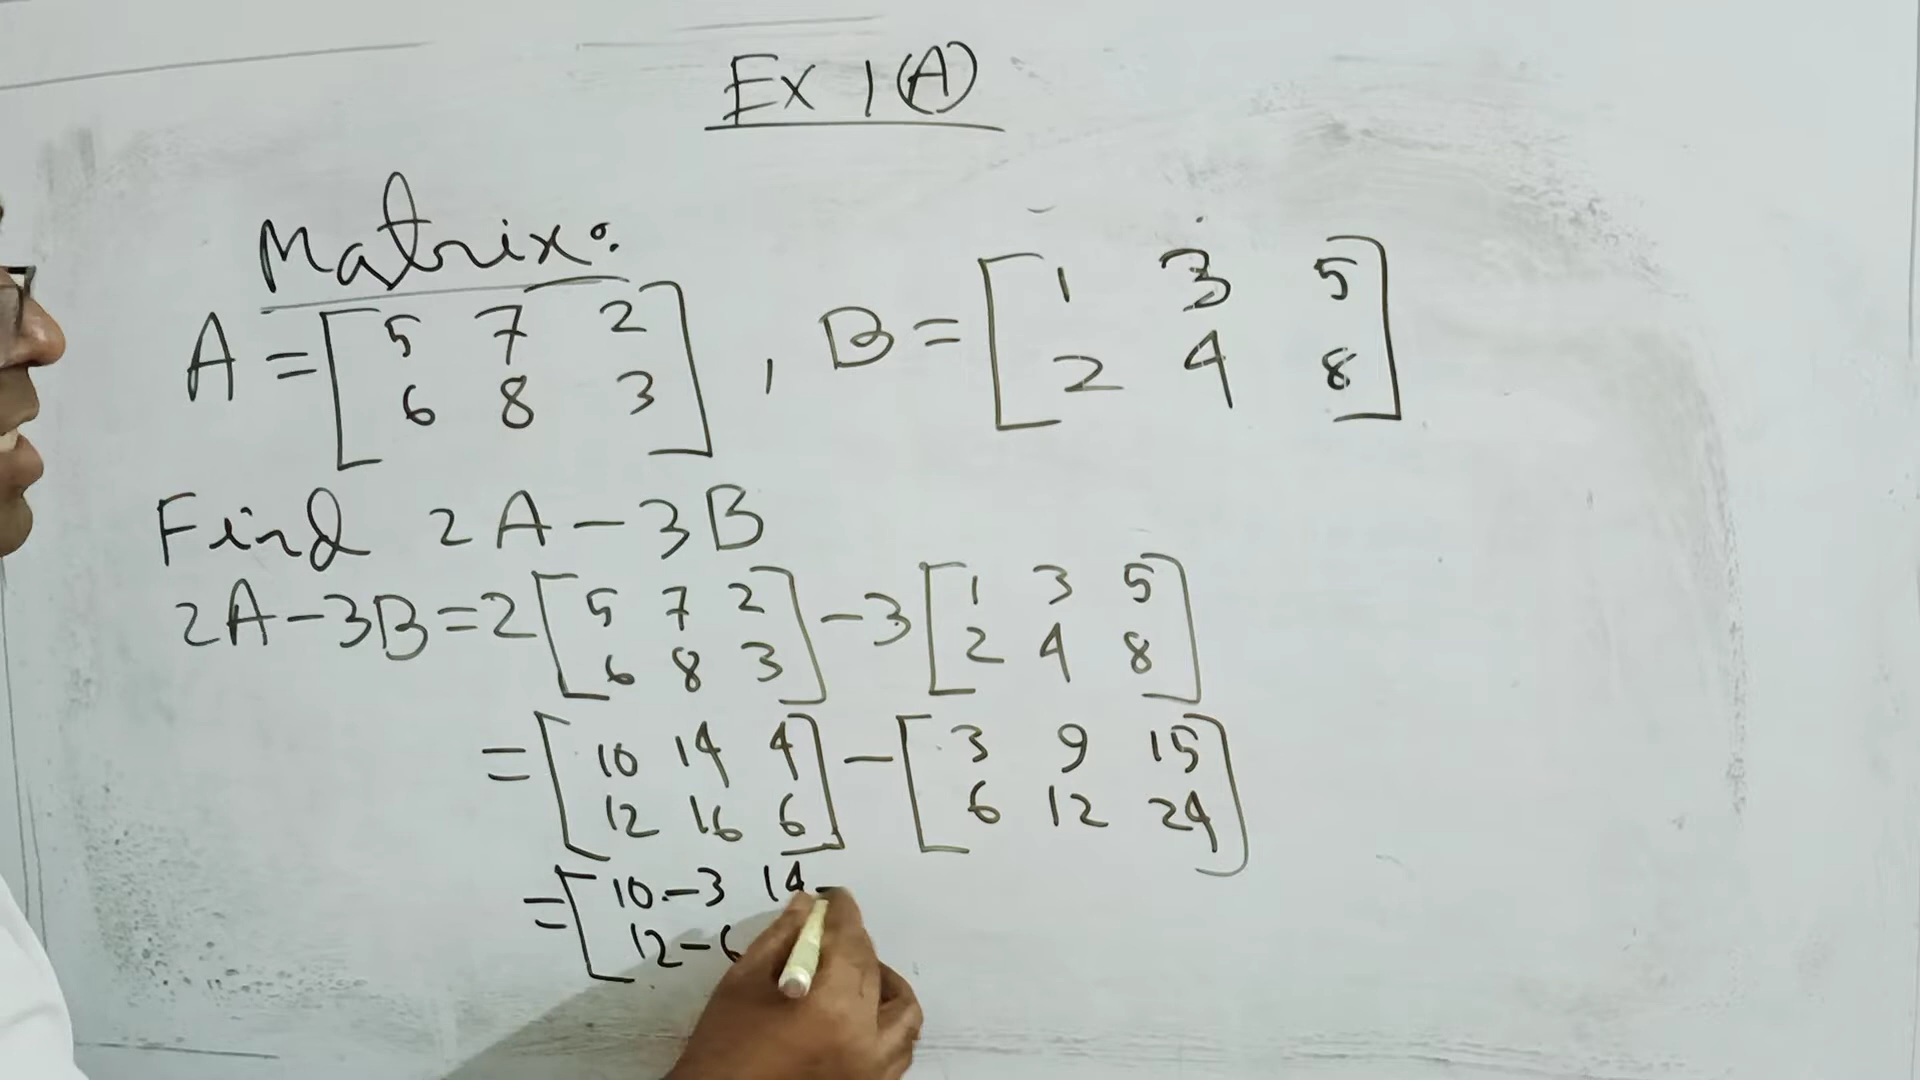 Ex 1(A)
Matrix:
A = [ 5 7 2
6 8 3 ] , B = [ 1 3 5
2 4 8 ]
Find 2A - 3B
2A - 3B = 2 [ 5 7 2
6 8 3 ] - 3 [ 1 3 5
2 4 8 ]
= [ 10 14 4
12 16 6 ] - [ 3 9 15
6 12 24 ]
= [ 10 - 3 14 -
12 - 6